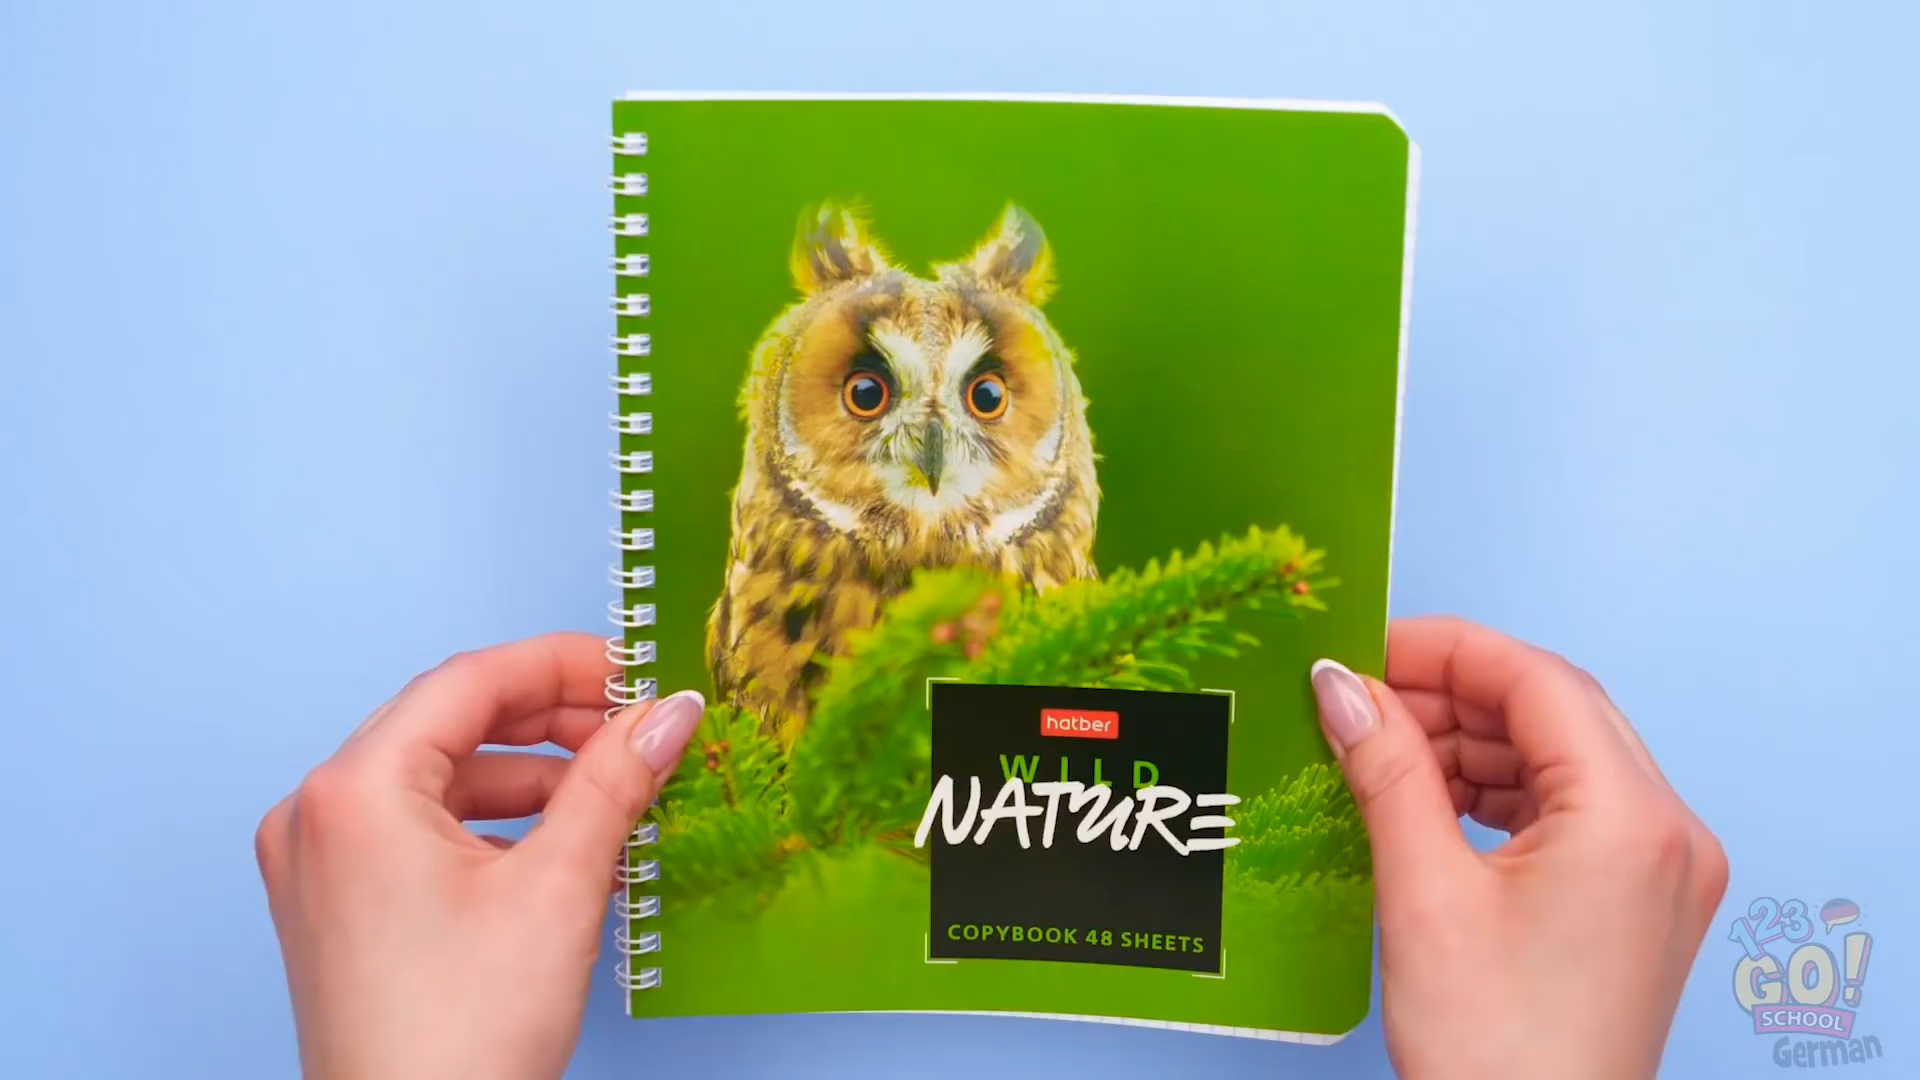 hatber
WILD
NATURE
COPYBOOK 48 SHEETS
123
GO!
SCHOOL
German